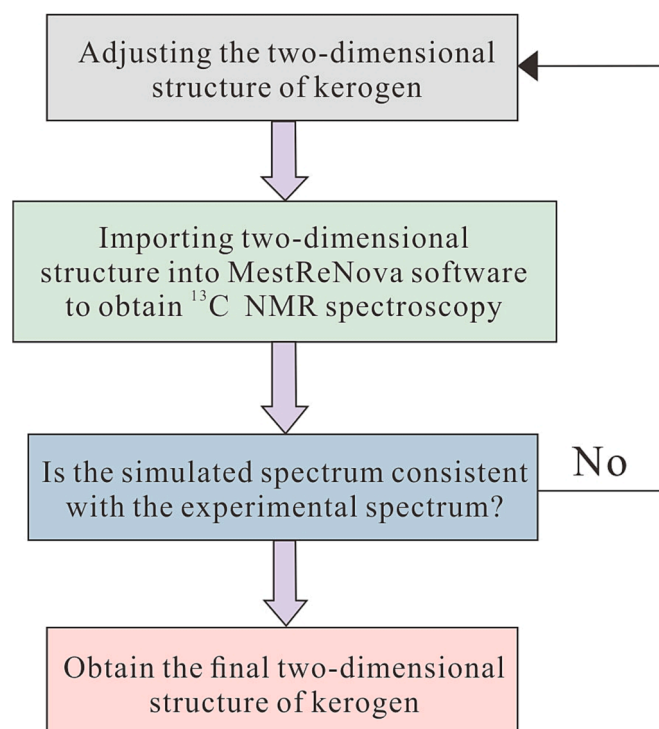 Adjusting the two-dimensional
structure of kerogen
Importing two-dimensional
structure into MestReNova software
to obtain ¹³C NMR spectroscopy
Is the simulated spectrum consistent
with the experimental spectrum?
No
Obtain the final two-dimensional
structure of kerogen